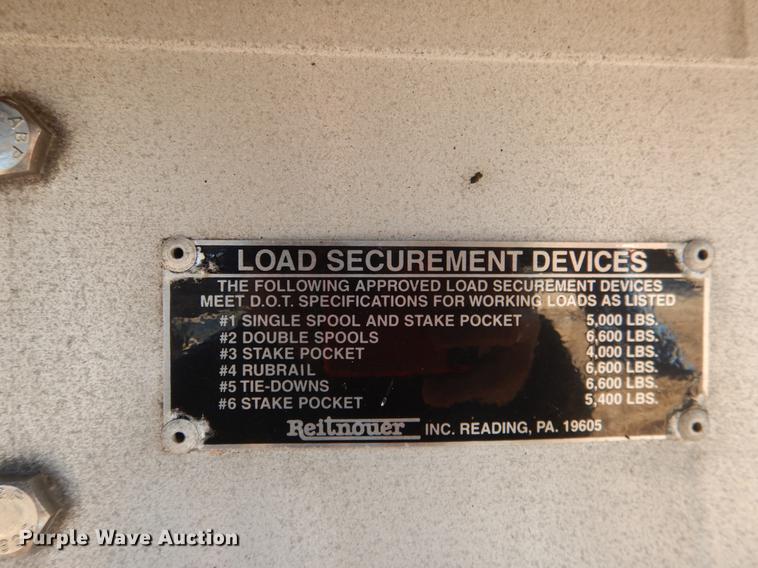 ABA
LOAD SECUREMENT DEVICES
THE FOLLOWING APPROVED LOAD SECUREMENT DEVICES
MEET D.O.T. SPECIFICATIONS FOR WORKING LOADS AS LISTED
#1 SINGLE SPOOL AND STAKE POCKET 5,000 LBS.
#2 DOUBLE SPOOLS 6,600 LBS.
#3 STAKE POCKET 4,000 LBS.
#4 RUBRAIL 6,600 LBS.
#5 TIE-DOWNS 6,600 LBS.
#6 STAKE POCKET 5,400 LBS.
Reitnouer INC. READING, PA. 19605
Purple Wave Auction